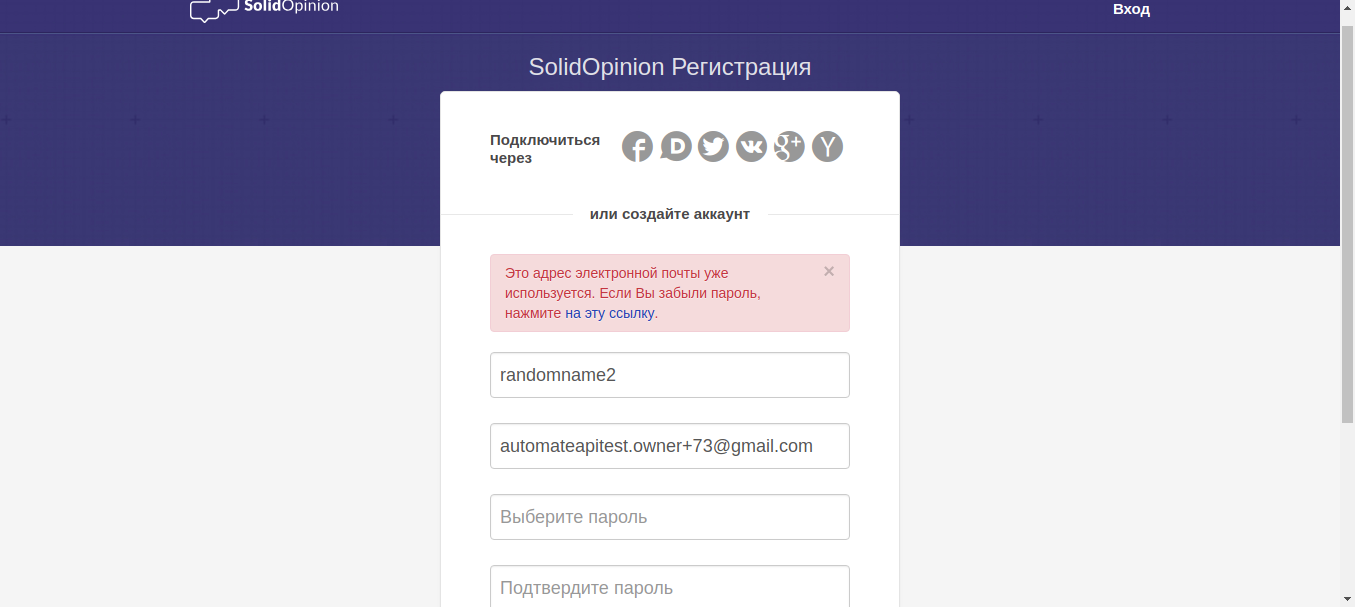 SolidOpinion
Вход
SolidOpinion Регистрация
Подключиться
через
или создайте аккаунт
Это адрес электронной почты уже
используется. Если Вы забыли пароль,
нажмите на эту ссылку.
randomname2
automateapitest.owner+73@gmail.com
Выберите пароль
Подтвердите пароль